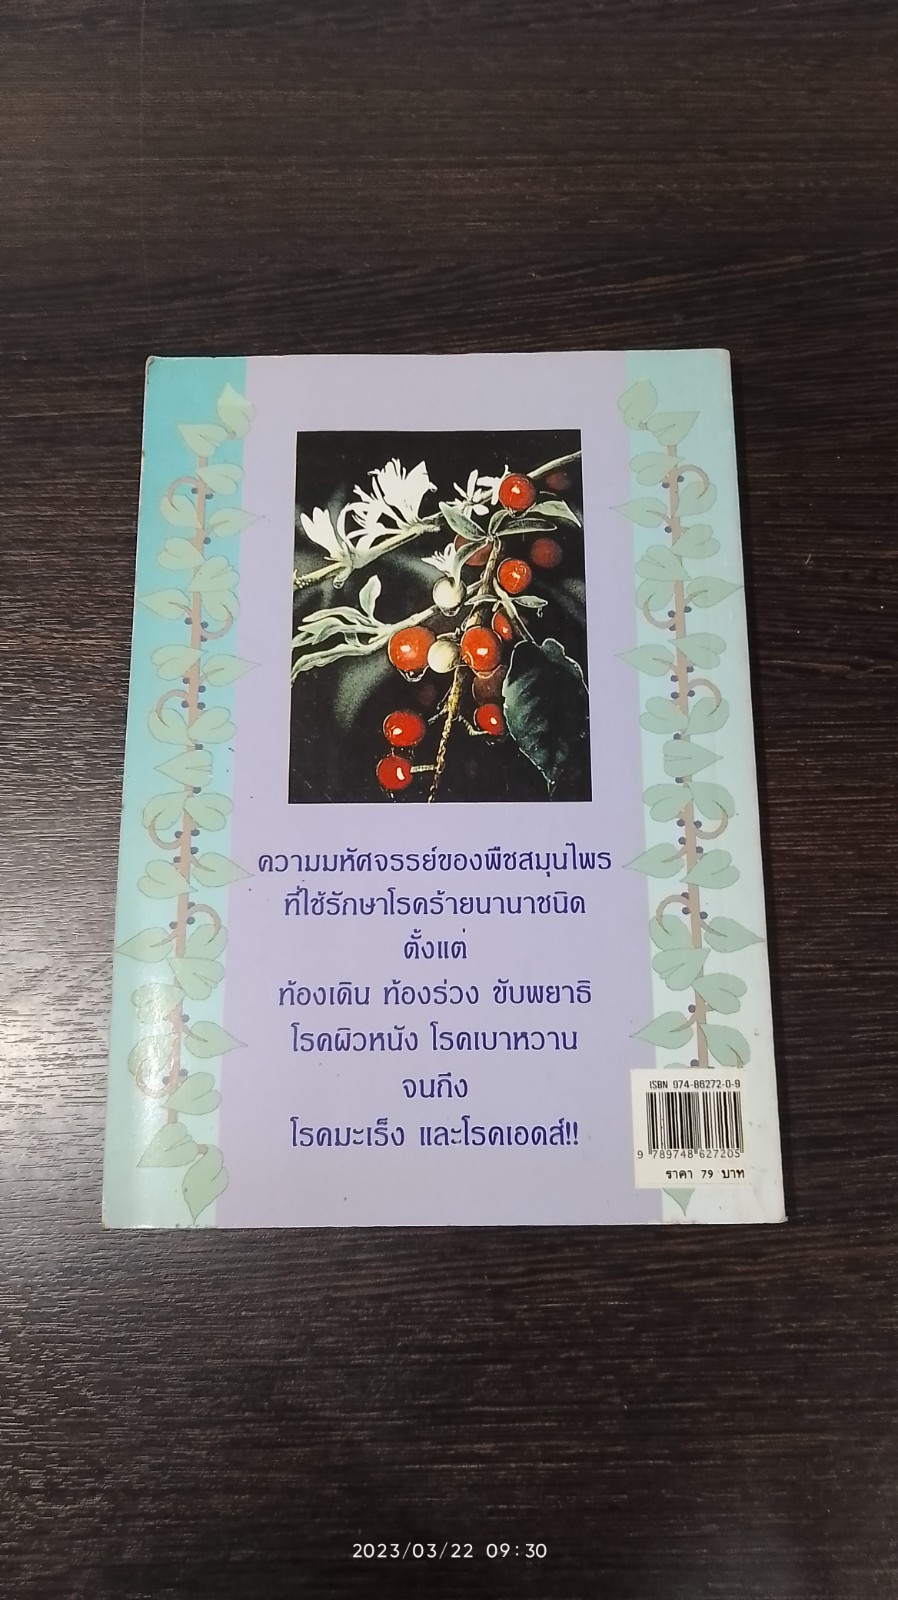 ความมหัศจรรย์ของพืชสมุนไพร
ที่ใช้รักษาโรคร้ายนานาชนิด
ตั้งแต่
ท้องเดิน ท้องร่วง ขับพยาธิ
โรคผิวหนัง โรคเบาหวาน
จนถึง
โรคมะเร็ง และโรคเอดส์!!
ISBN 974-86272-0-9
9 789748 627205
ราคา 79 บาท
2023/03/22 09:30